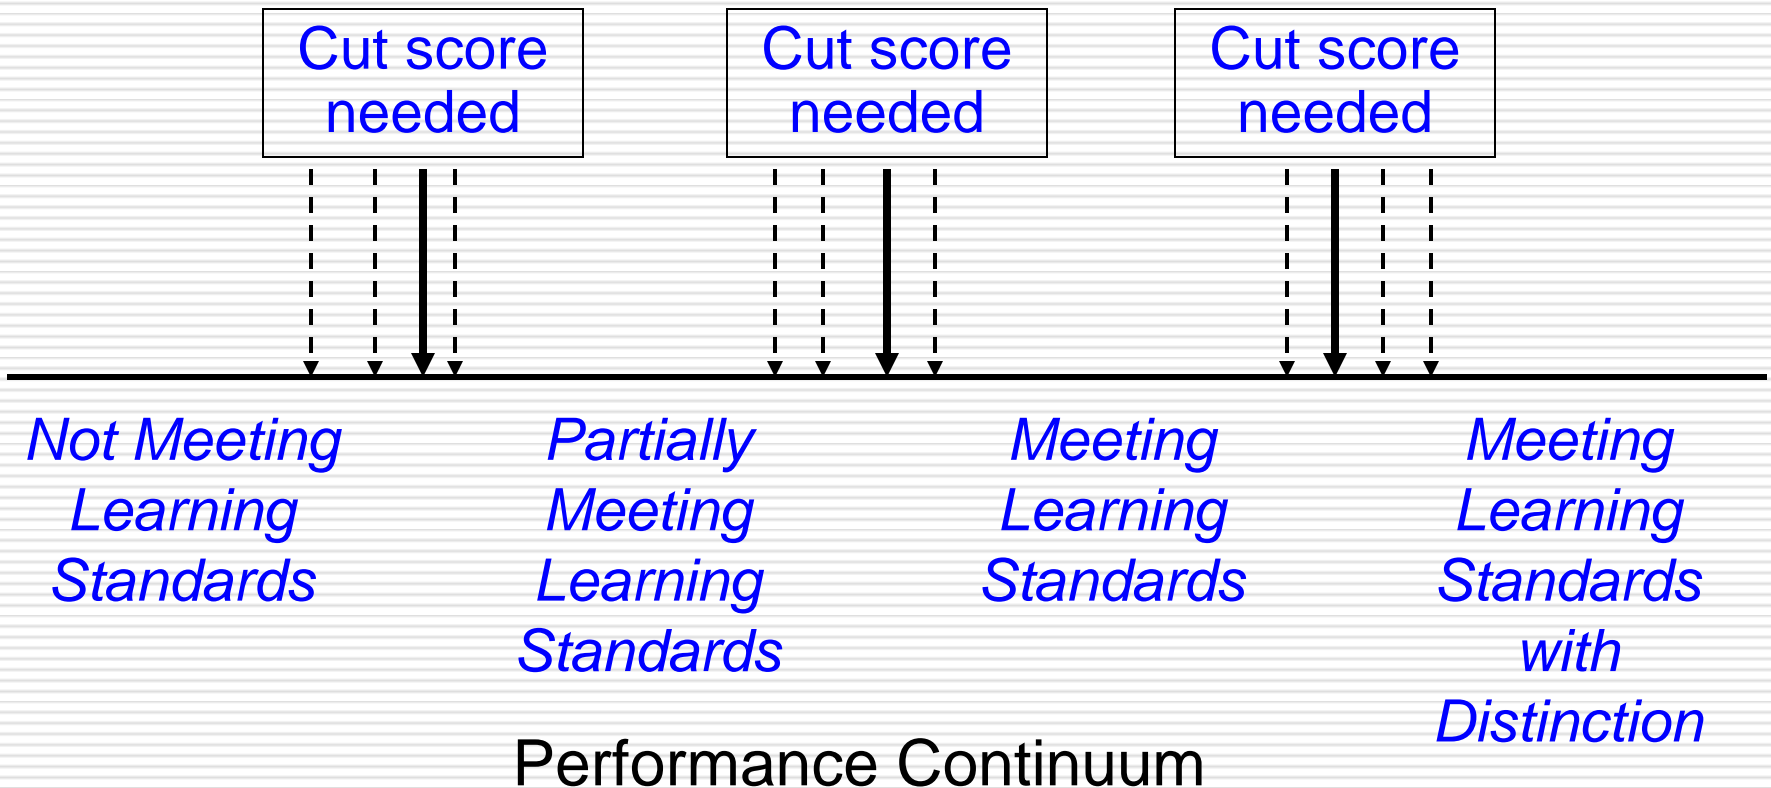 Cut score
needed
Cut score
needed
Cut score
needed
Not Meeting
Learning
Standards
Partially
Meeting
Learning
Standards
Meeting
Learning
Standards
Meeting
Learning
Standards
with
Distinction
Performance Continuum